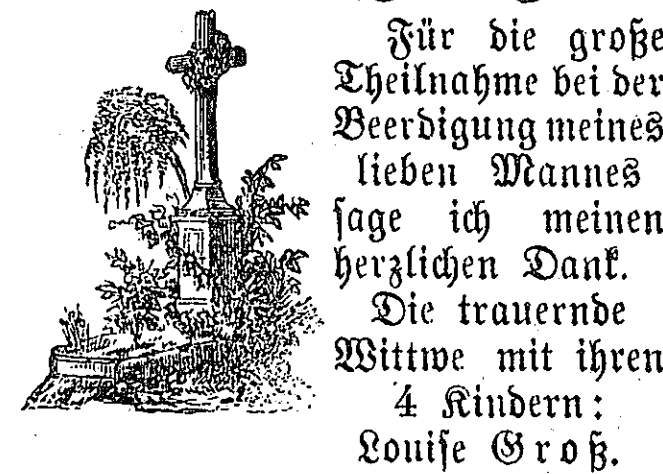 Für die große
Theilnahme bei der
Beerdigung meines
lieben Mannes
sage ich meinen
herzlichen Dank.
Die trauernde
Wittwe mit ihren
4 Kindern:
Louise Groß.